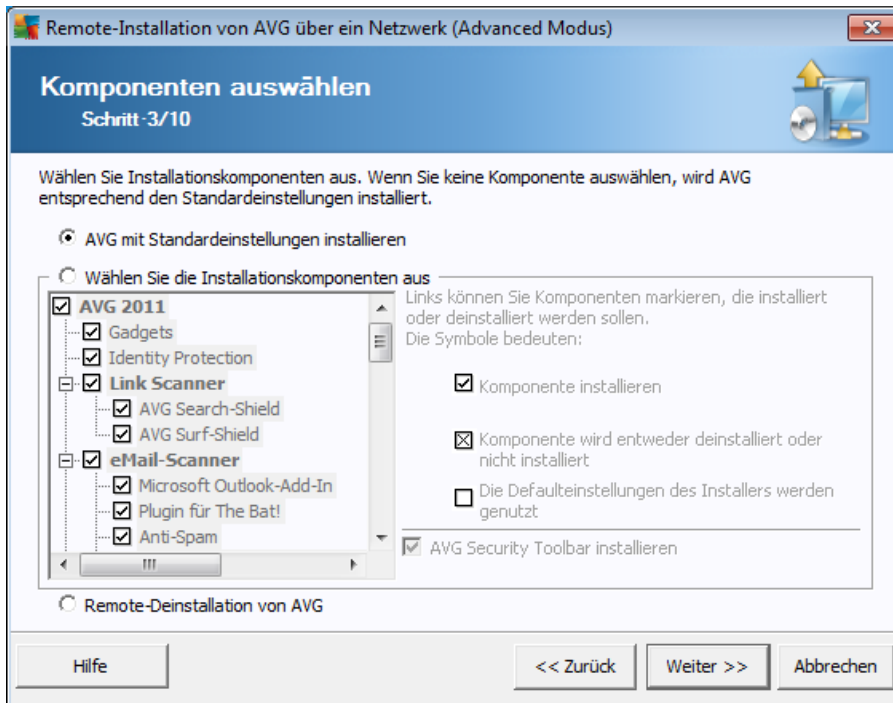 Remote-Installation von AVG über ein Netzwerk (Advanced Modus)
Komponenten auswählen
Schritt-3/10
Wählen Sie Installationskomponenten aus. Wenn Sie keine Komponente auswählen, wird AVG
entsprechend den Standardeinstellungen installiert.
AVG mit Standardeinstellungen installieren
Wählen Sie die Installationskomponenten aus
AVG 2011
Gadgets
Identity Protection
Link Scanner
AVG Search-Shield
AVG Surf-Shield
eMail-Scanner
Microsoft Outlook-Add-In
Plugin für The Bat!
Anti-Spam
Links können Sie Komponenten markieren, die installiert
oder deinstalliert werden sollen.
Die Symbole bedeuten:
Komponente installieren
Komponente wird entweder deinstalliert oder
nicht installiert
Die Defaulteinstellungen des Installers werden
genutzt
AVG Security Toolbar installieren
Remote-Deinstallation von AVG
Hilfe
<< Zurück
Weiter >>
Abbrechen